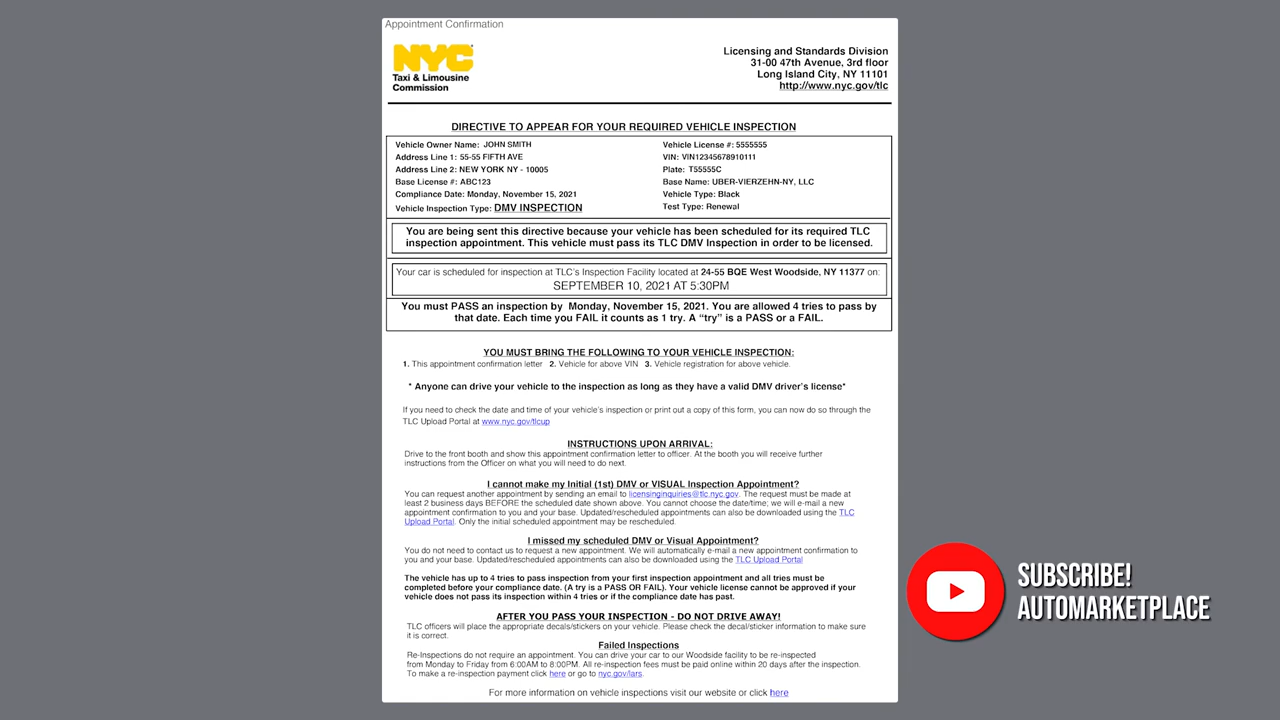 Appointment Confirmation
NYC
Taxi & Limousine
Commission
Licensing and Standards Division
31-00 47th Avenue, 3rd floor
Long Island City, NY 11101
http://www.nyc.gov/tlc
DIRECTIVE TO APPEAR FOR YOUR REQUIRED VEHICLE INSPECTION
Vehicle Owner Name: JOHN SMITH
Address Line 1: 55-55 FIFTH AVE
Address Line 2: NEW YORK NY - 10005
Base License #: ABC123
Compliance Date: Monday, November 15, 2021
Vehicle Inspection Type: DMV INSPECTION
Vehicle License #: 5555555
VIN: VIN12345678910111
Plate: T55555C
Base Name: UBER-VIERZEHN-NY, LLC
Vehicle Type: Black
Test Type: Renewal
You are being sent this directive because your vehicle has been scheduled for its required TLC
inspection appointment. This vehicle must pass its TLC DMV Inspection in order to be licensed.
Your car is scheduled for inspection at TLC's Inspection Facility located at 24-55 BQE West Woodside, NY 11377 on:
SEPTEMBER 10, 2021 AT 5:30PM
You must PASS an inspection by Monday, November 15, 2021. You are allowed 4 tries to pass by
that date. Each time you FAIL it counts as 1 try. A “try” is a PASS or a FAIL.
YOU MUST BRING THE FOLLOWING TO YOUR VEHICLE INSPECTION:
1. This appointment confirmation letter 2. Vehicle for above VIN 3. Vehicle registration for above vehicle.
* Anyone can drive your vehicle to the inspection as long as they have a valid DMV driver's license*
If you need to check the date and time of your vehicle's inspection or print out a copy of this form, you can now do so through the
TLC Upload Portal at www.nyc.gov/tlcup
INSTRUCTIONS UPON ARRIVAL:
Drive to the front booth and show this appointment confirmation letter to officer. At the booth you will receive further
instructions from the Officer on what you will need to do next.
I cannot make my Initial (1st) DMV or VISUAL Inspection Appointment?
You can request another appointment by sending an email to licensinginquiries@tlc.nyc.gov. The request must be made at
least 2 business days BEFORE the scheduled date shown above. You cannot choose the date/time; we will e-mail a new
appointment confirmation to you and your base. Updated/rescheduled appointments can also be downloaded using the TLC
Upload Portal. Only the initial scheduled appointment may be rescheduled.
I missed my scheduled DMV or Visual Appointment?
You do not need to contact us to request a new appointment. We will automatically e-mail a new appointment confirmation to
you and your base. Updated/rescheduled appointments can also be downloaded using the TLC Upload Portal
The vehicle has up to 4 tries to pass inspection from your first inspection appointment and all tries must be
completed before your compliance date. (A try is a PASS OR FAIL). Your vehicle license cannot be approved if your
vehicle does not pass its inspection within 4 tries or if the compliance date has past.
AFTER YOU PASS YOUR INSPECTION - DO NOT DRIVE AWAY!
TLC officers will place the appropriate decals/stickers on your vehicle. Please check the decal/sticker information to make sure
it is correct.
Failed Inspections
Re-Inspections do not require an appointment. You can drive your car to our Woodside facility to be re-inspected
from Monday to Friday from 6:00AM to 8:00PM. All re-inspection fees must be paid online within 20 days after the inspection.
To make a re-inspection payment click here or go to nyc.gov/lars.
For more information on vehicle inspections visit our website or click here
SUBSCRIBE!
AUTOMARKETPLACE